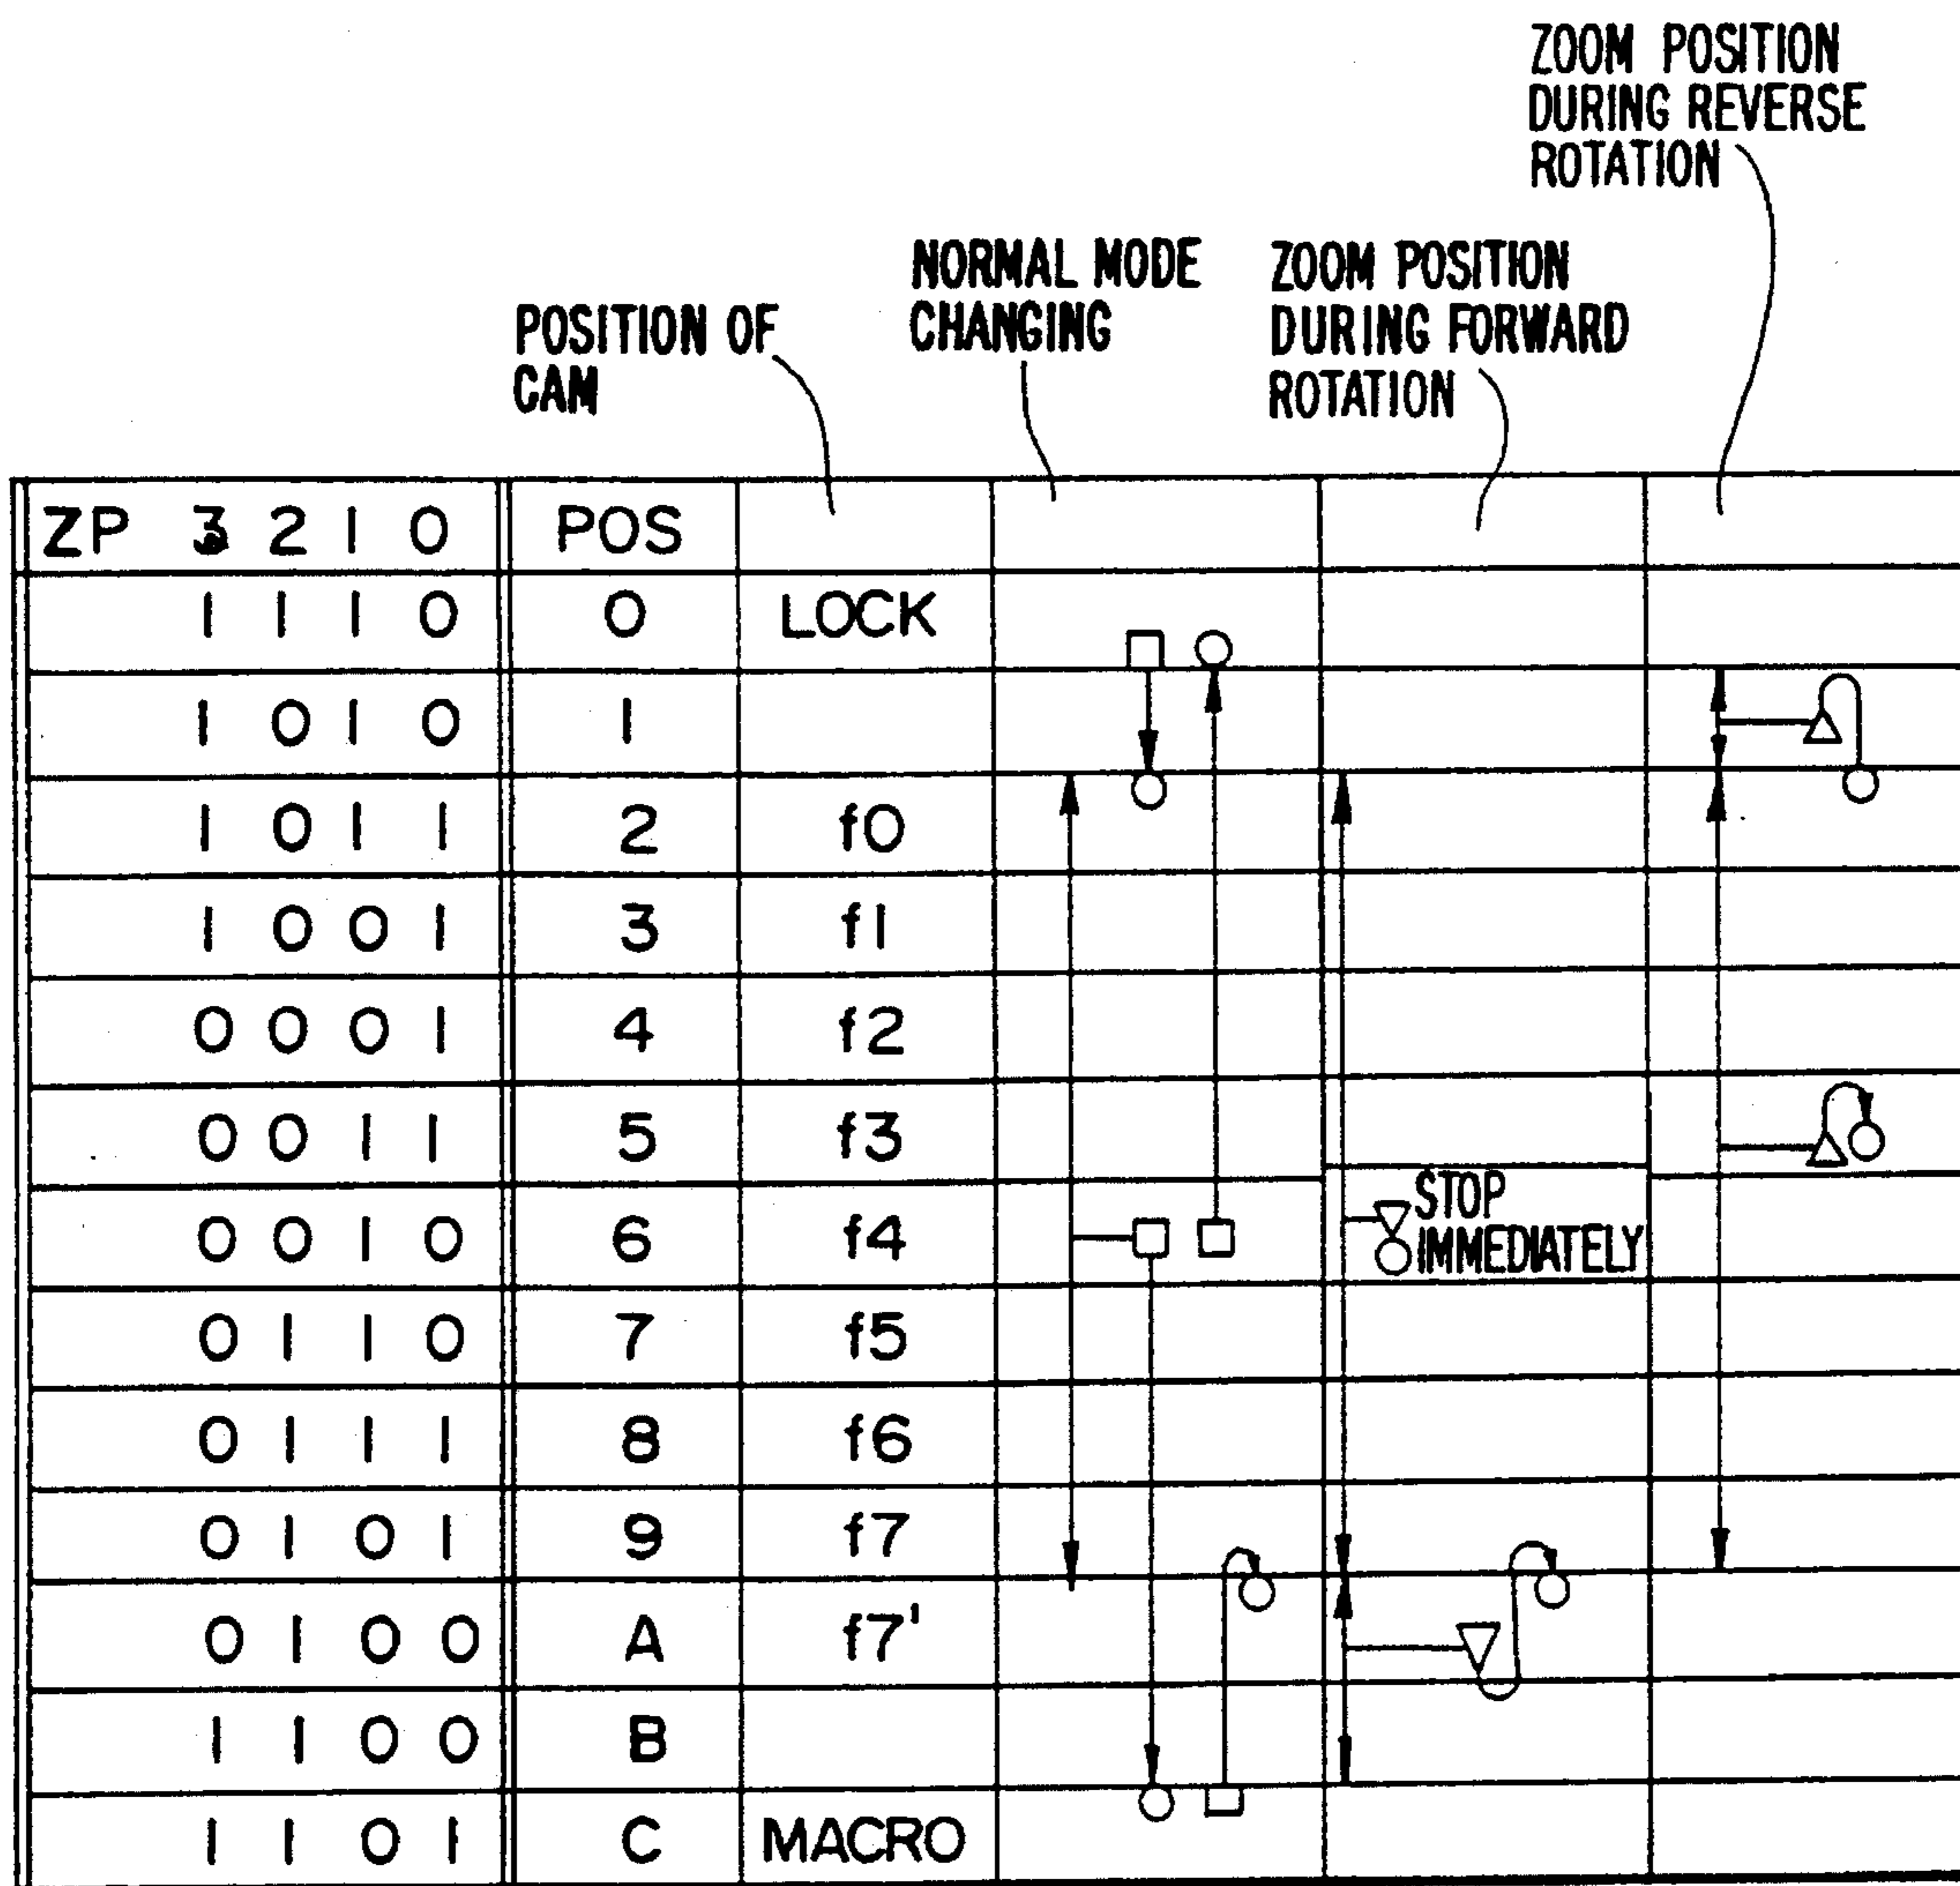 ZOOM POSITION
DURING REVERSE
ROTATION
NORMAL MODE
CHANGING
ZOOM POSITION
DURING FORWARD
ROTATION
POSITION OF
CAM
ZP 3 2 1 0 POS
1 1 1 0 0 LOCK
1 0 1 0 1
1 0 1 1 2 f0
1 0 0 1 3 f1
0 0 0 1 4 f2
0 0 1 1 5 f3
0 0 1 0 6 f4
STOP
IMMEDIATELY
0 1 1 0 7 f5
0 1 1 1 8 f6
0 1 0 1 9 f7
0 1 0 0 A f7'
1 1 0 0 B
1 1 0 1 C MACRO